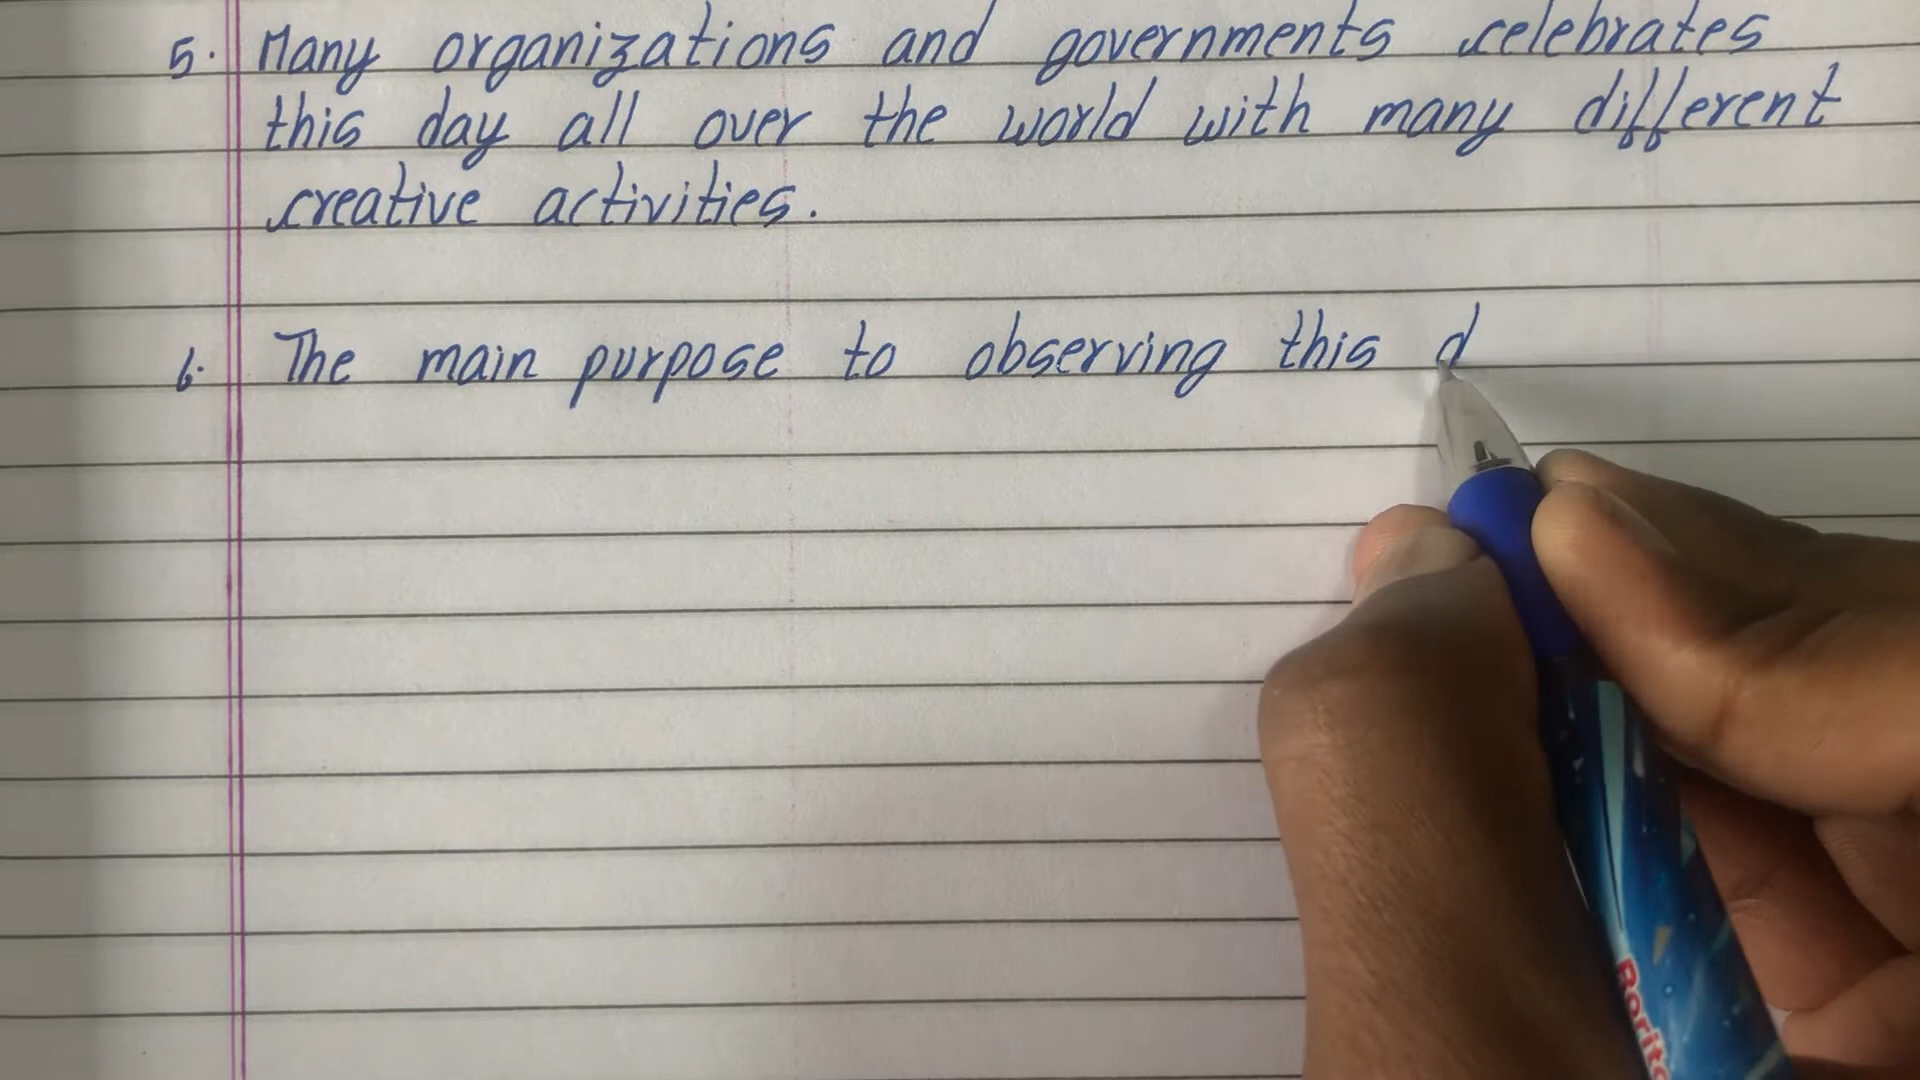 5. Many organizations and governments celebrates
this day all over the world with many different
creative activities.
6. The main purpose to observing this d